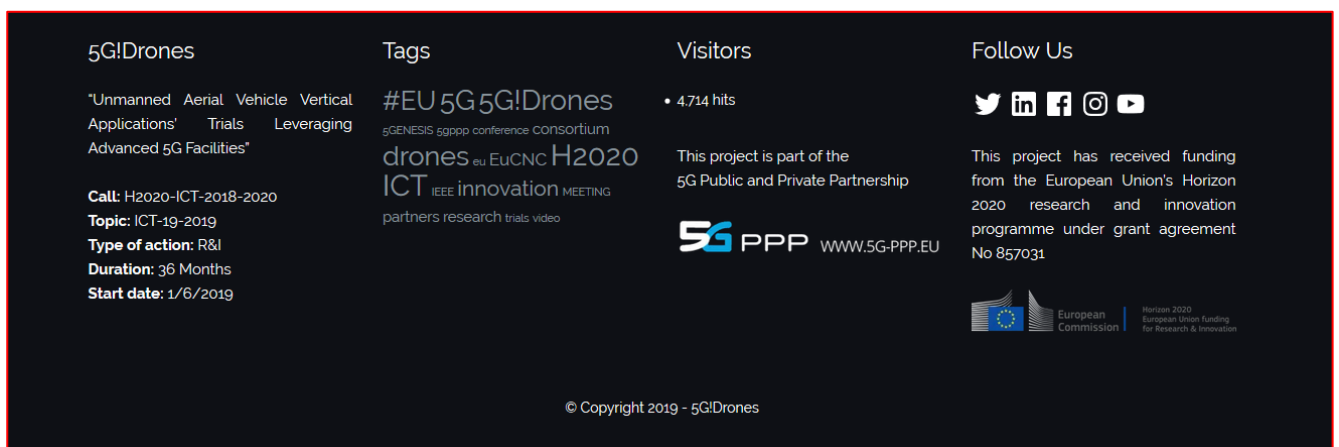 5G!Drones
"Unmanned Aerial Vehicle Vertical
Applications' Trials Leveraging
Advanced 5G Facilities"
Call: H2020-ICT-2018-2020
Topic: ICT-19-2019
Type of action: R&I
Duration: 36 Months
Start date: 1/6/2019
Tags
#EU 5G 5G!Drones
5GENESIS 5gppp conference consortium
drones eu EuCNC H2020
ICT IEEE innovation MEETING
partners research trials video
Visitors
• 4.714 hits
This project is part of the
5G Public and Private Partnership
5G PPP WWW.5G-PPP.EU
Follow Us
This project has received funding
from the European Union's Horizon
2020 research and innovation
programme under grant agreement
No 857031
European
Commission
Horizon 2020
European Union funding
for Research & Innovation
© Copyright 2019 - 5G!Drones